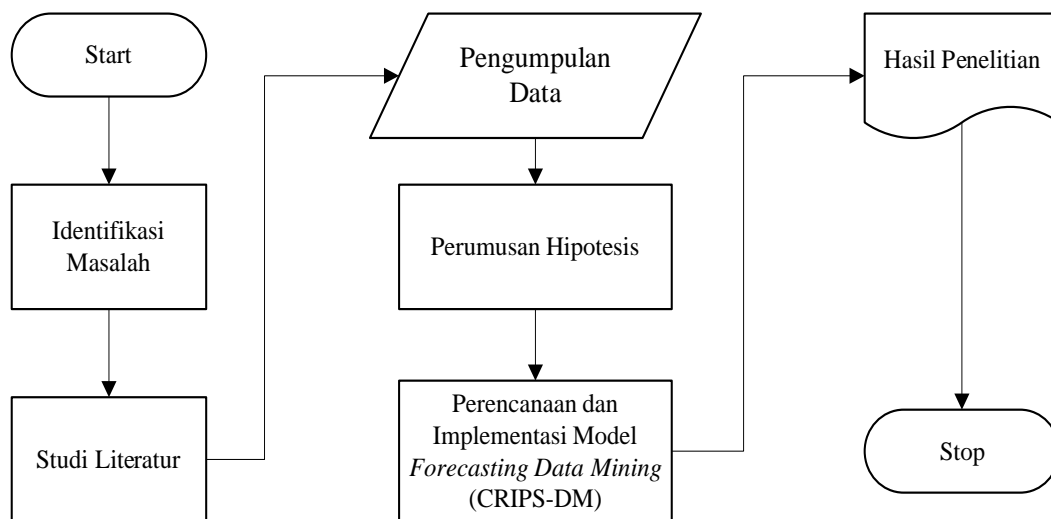 Start
Identifikasi
Masalah
Studi Literatur
Pengumpulan
Data
Perumusan Hipotesis
Perencanaan dan
Implementasi Model
Forecasting Data Mining
(CRIPS-DM)
Hasil Penelitian
Stop